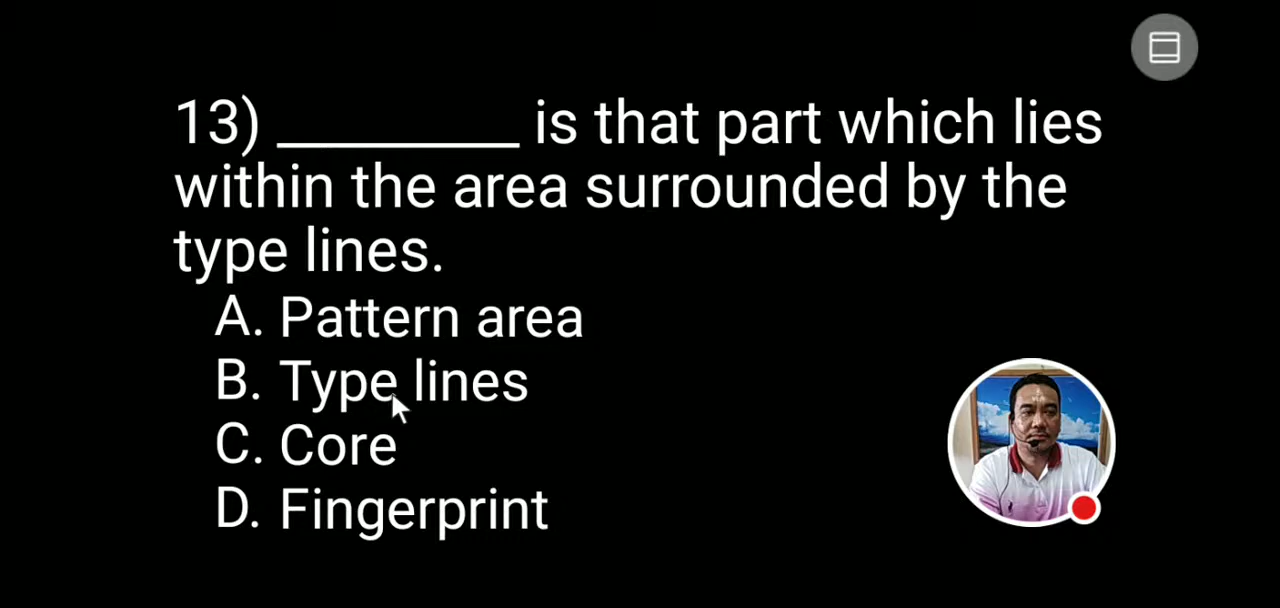 13) ________ is that part which lies
within the area surrounded by the
type lines.
A. Pattern area
B. Type lines
C. Core
D. Fingerprint